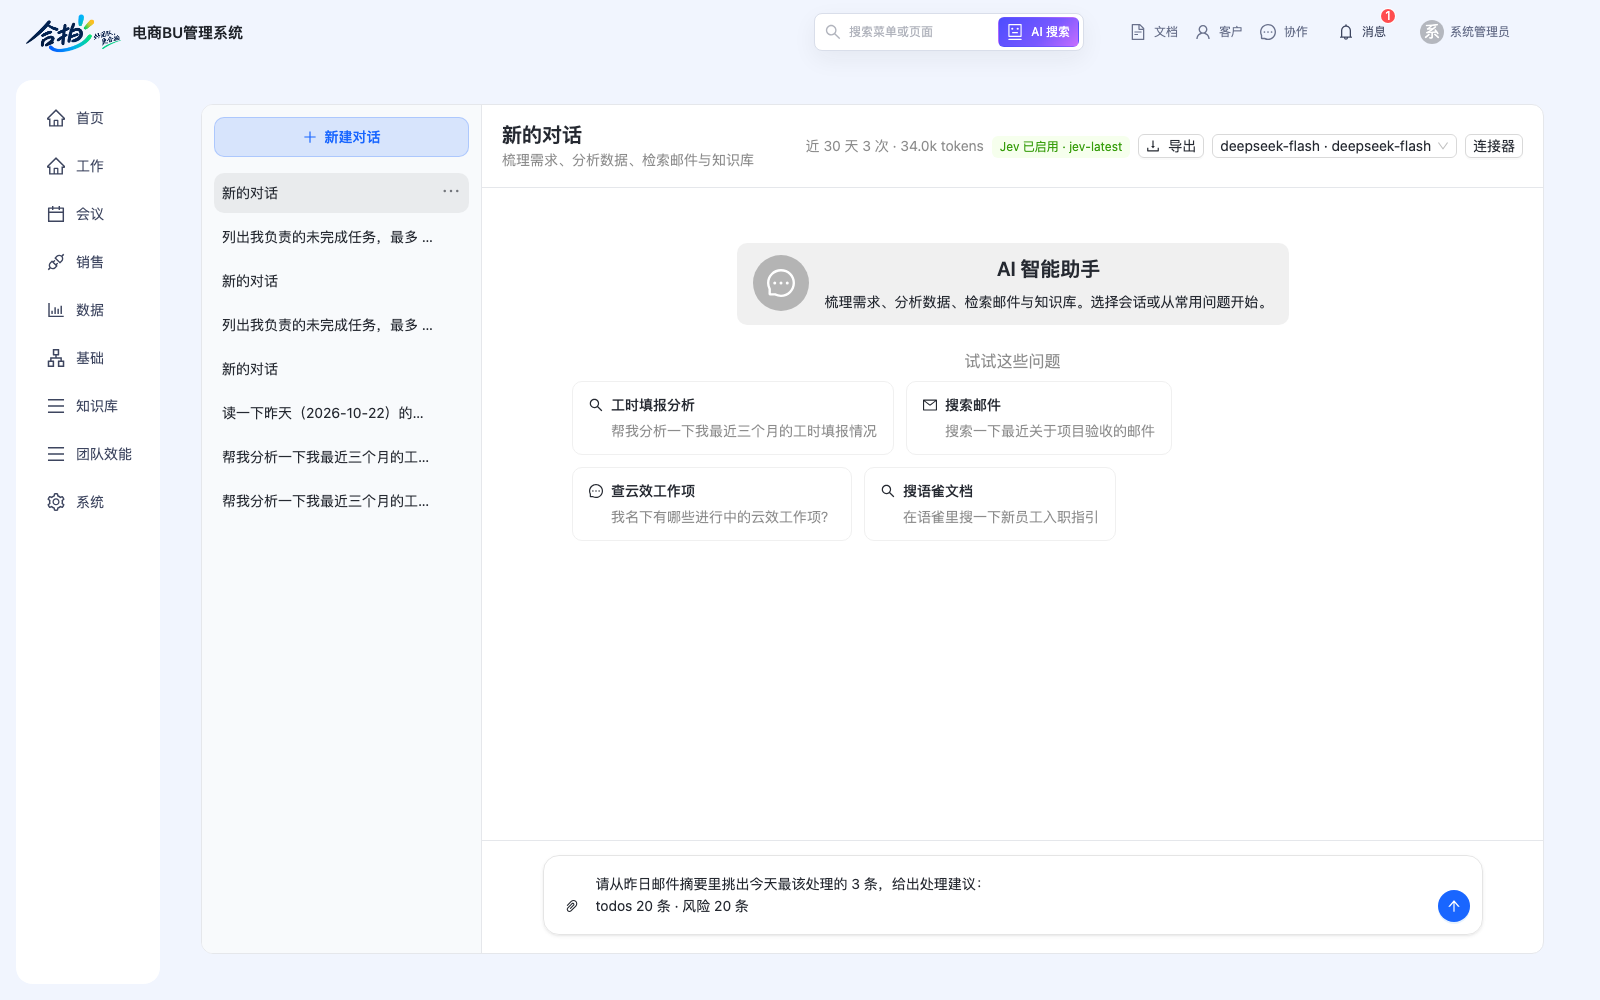 合拍
电商BU管理系统
搜索菜单或页面
AI 搜索
文档
客户
协作
消息
1
系
系统管理员
首页
工作
会议
销售
数据
基础
知识库
团队效能
系统
新建对话
新的对话
列出我负责的未完成任务，最多 ...
新的对话
列出我负责的未完成任务，最多 ...
新的对话
读一下昨天（2026-10-22）的...
帮我分析一下我最近三个月的工...
帮我分析一下我最近三个月的工...
新的对话
梳理需求、分析数据、检索邮件与知识库
近 30 天 3 次 · 34.0k tokens
Jev 已启用 · jev-latest
导出
deepseek-flash · deepseek-flash
连接器
AI 智能助手
梳理需求、分析数据、检索邮件与知识库。选择会话或从常用问题开始。
试试这些问题
工时填报分析
帮我分析一下我最近三个月的工时填报情况
搜索邮件
搜索一下最近关于项目验收的邮件
查云效工作项
我名下有哪些进行中的云效工作项?
搜语雀文档
在语雀里搜一下新员工入职指引
请从昨日邮件摘要里挑出今天最该处理的 3 条，给出处理建议：
todos 20 条 · 风险 20 条